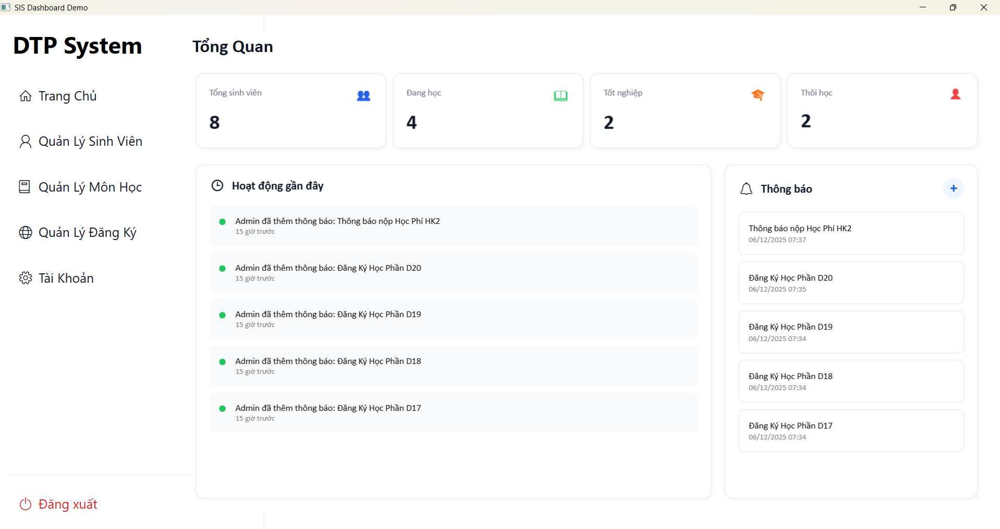 SIS Dashboard Demo
DTP System
Trang Chủ
Quản Lý Sinh Viên
Quản Lý Môn Học
Quản Lý Đăng Ký
Tài Khoản
Đăng xuất
Tổng Quan
Tổng sinh viên
8
Đang học
4
Tốt nghiệp
2
Thôi học
2
Hoạt động gần đây
Admin đã thêm thông báo: Thông báo nộp Học Phí HK2
15 giờ trước
Admin đã thêm thông báo: Đăng Ký Học Phần D20
15 giờ trước
Admin đã thêm thông báo: Đăng Ký Học Phần D19
15 giờ trước
Admin đã thêm thông báo: Đăng Ký Học Phần D18
15 giờ trước
Admin đã thêm thông báo: Đăng Ký Học Phần D17
15 giờ trước
Thông báo
+
Thông báo nộp Học Phí HK2
06/12/2025 07:37
Đăng Ký Học Phần D20
06/12/2025 07:35
Đăng Ký Học Phần D19
06/12/2025 07:34
Đăng Ký Học Phần D18
06/12/2025 07:34
Đăng Ký Học Phần D17
06/12/2025 07:34